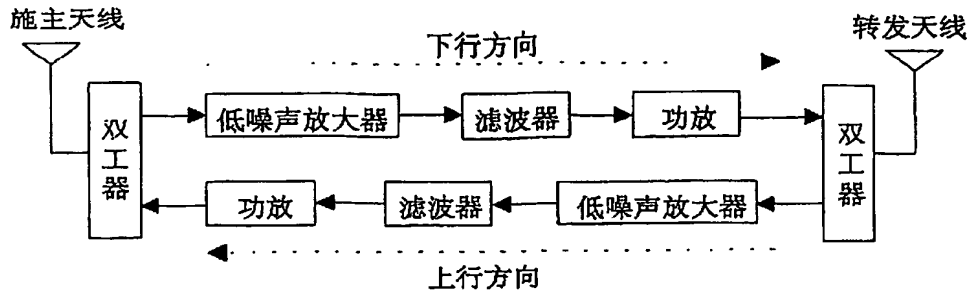 施主天线
转发天线
下行方向
双工器
低噪声放大器
滤波器
功放
双工器
功放
滤波器
低噪声放大器
上行方向